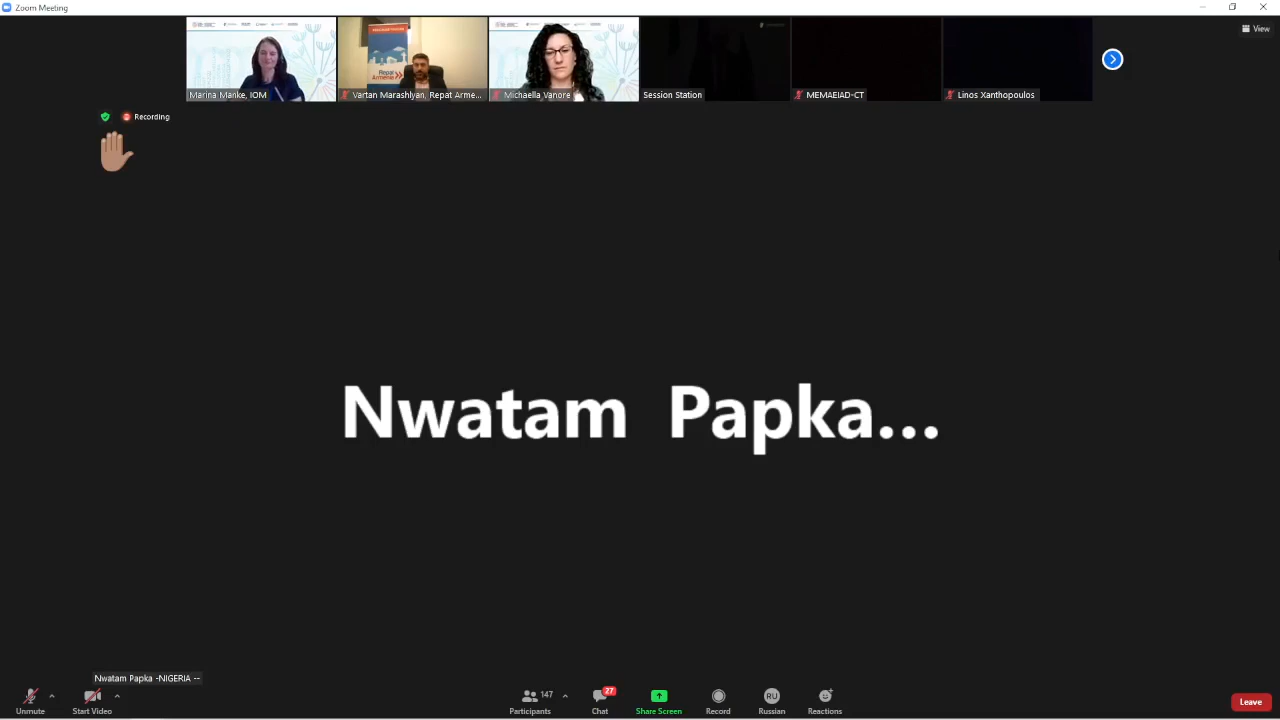 Zoom Meeting
View
Marina Manke, IOM
Vartan Marashlyan, Repat Arme...
Michaella Vanore
Session Station
MEMAEIAD-CT
Linos Xanthopoulos
Repat
Armenia
Recording
Nwatam Papka...
Nwatam Papka -NIGERIA --
Unmute
Start Video
147
Participants
27
Chat
Share Screen
Record
RU
Russian
Reactions
Leave